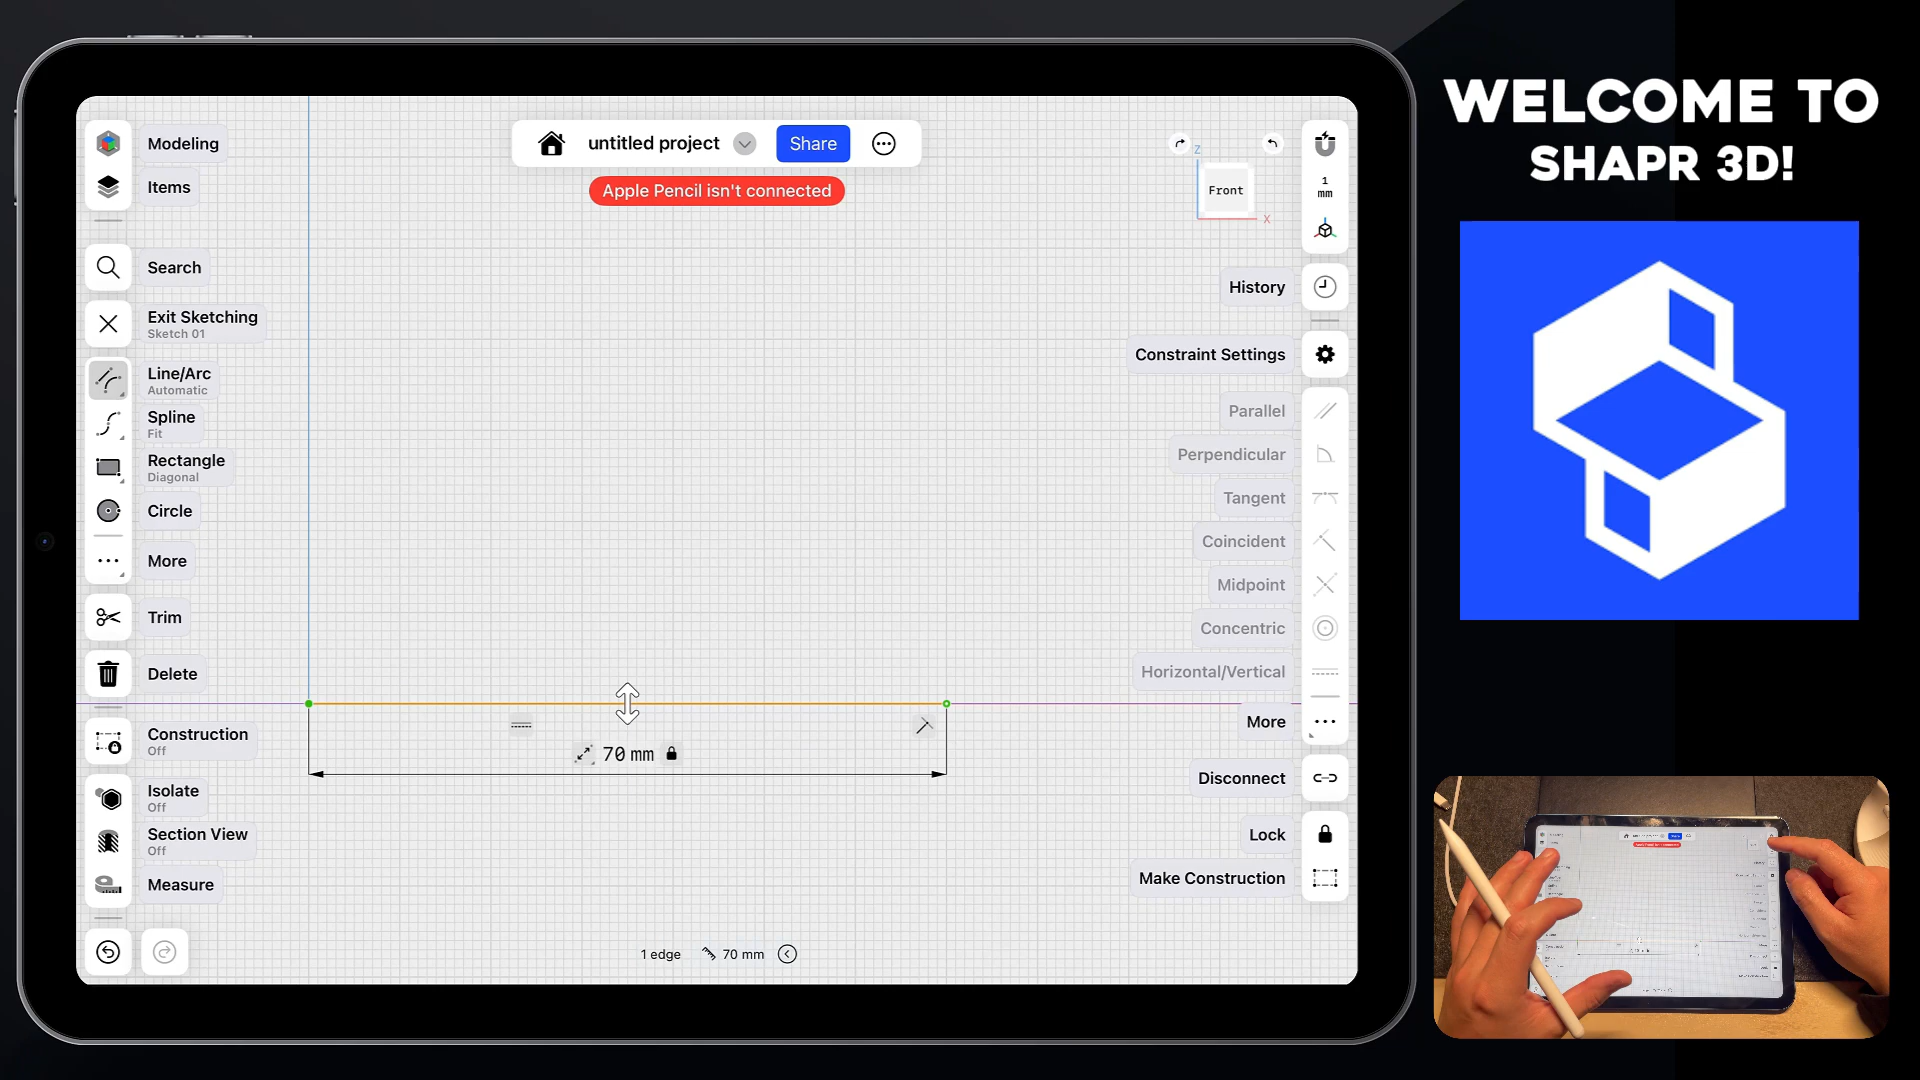 WELCOME TO
SHAPR 3D!
Modeling
Items
untitled project
Share
Apple Pencil isn't connected
Z
Front
X
1
mm
Search
History
Exit Sketching
Sketch 01
Constraint Settings
Line/Arc
Automatic
Spline
Fit
Rectangle
Diagonal
Circle
More
Trim
Delete
Construction
Off
Isolate
Off
Section View
Off
Measure
Parallel
Perpendicular
Tangent
Coincident
Midpoint
Concentric
Horizontal/Vertical
More
Disconnect
Lock
Make Construction
70 mm
1 edge
70 mm